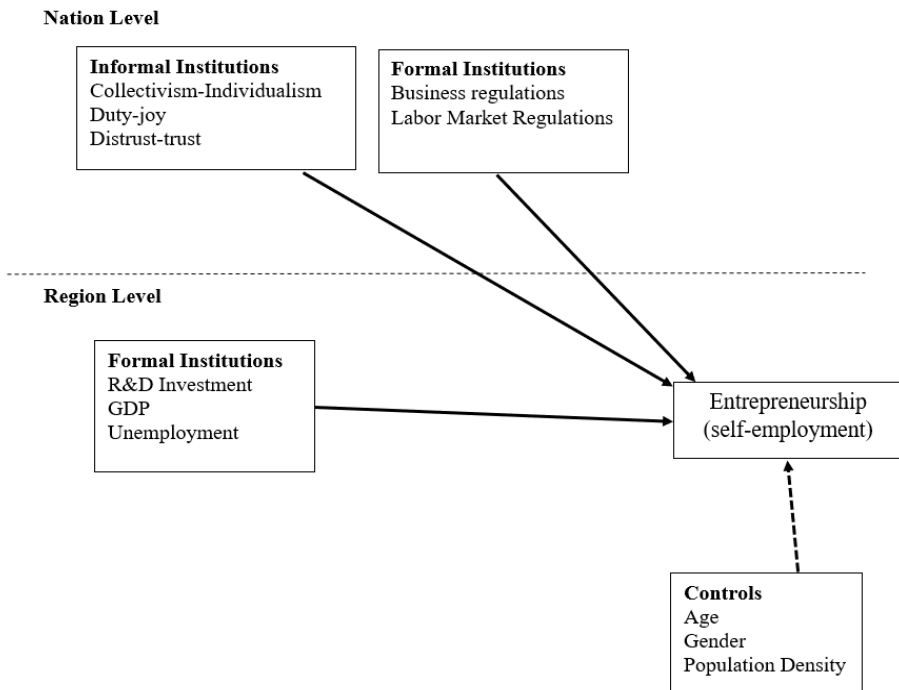 Nation Level
Informal Institutions
Collectivism-Individualism
Duty-joy
Distrust-trust
Formal Institutions
Business regulations
Labor Market Regulations
Region Level
Formal Institutions
R&D Investment
GDP
Unemployment
Entrepreneurship
(self-employment)
Controls
Age
Gender
Population Density